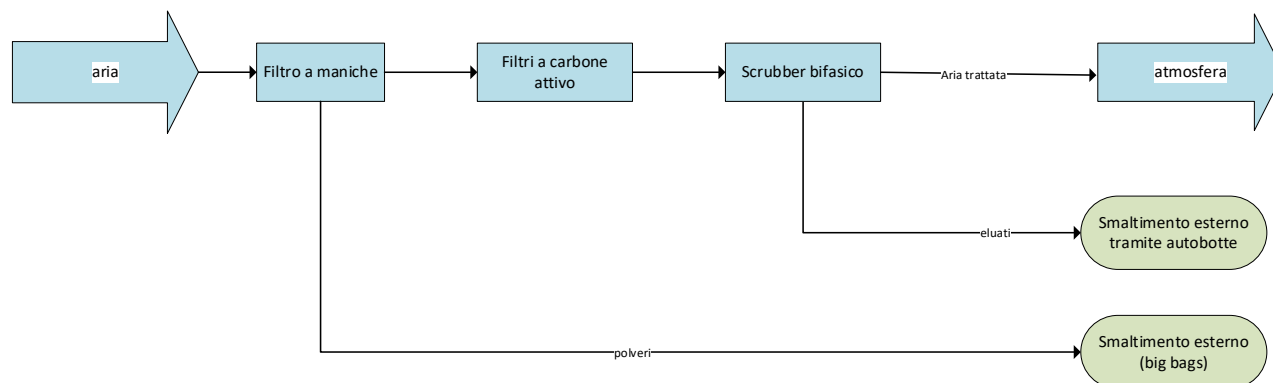 aria
Filtro a maniche
Filtri a carbone
attivo
Scrubber bifasico
Aria trattata
atmosfera
eluati
Smaltimento esterno
tramite autobotte
polveri
Smaltimento esterno
(big bags)